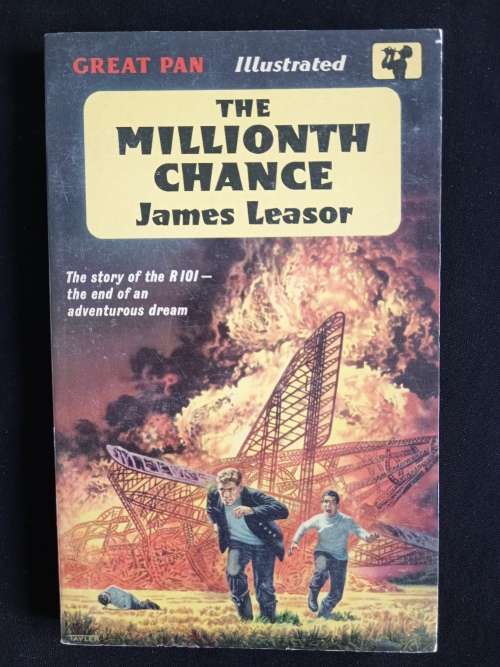 GREAT PAN Illustrated
THE
MILLIONTH
CHANCE
James Leasor
The story of the R 101 —
the end of an
adventurous dream
TAYLER